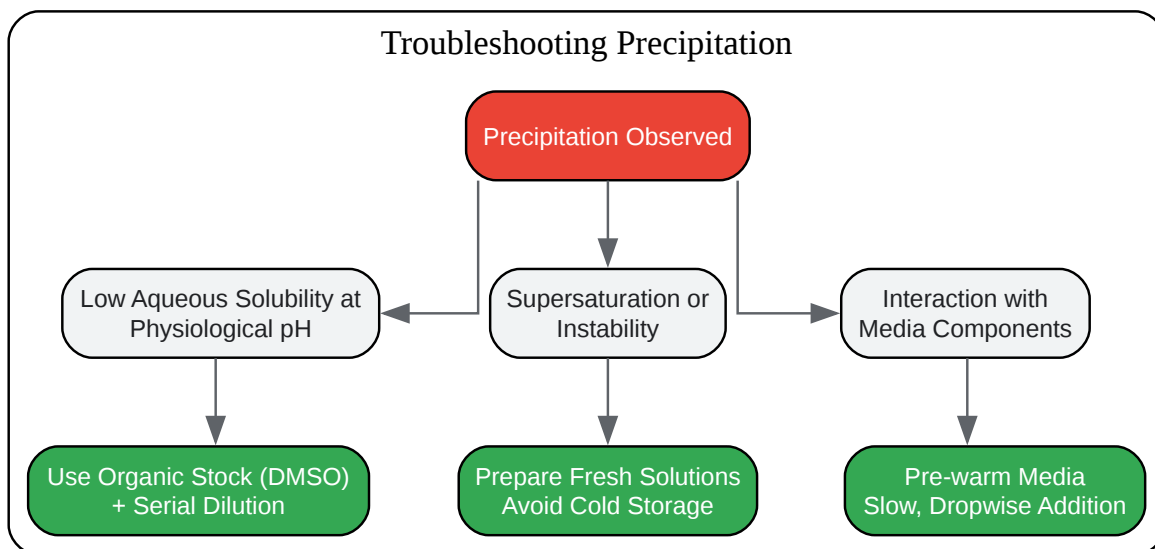 Troubleshooting Precipitation
Precipitation Observed
Low Aqueous Solubility at
Physiological pH
Supersaturation or
Instability
Interaction with
Media Components
Use Organic Stock (DMSO)
+ Serial Dilution
Prepare Fresh Solutions
Avoid Cold Storage
Pre-warm Media
Slow, Dropwise Addition